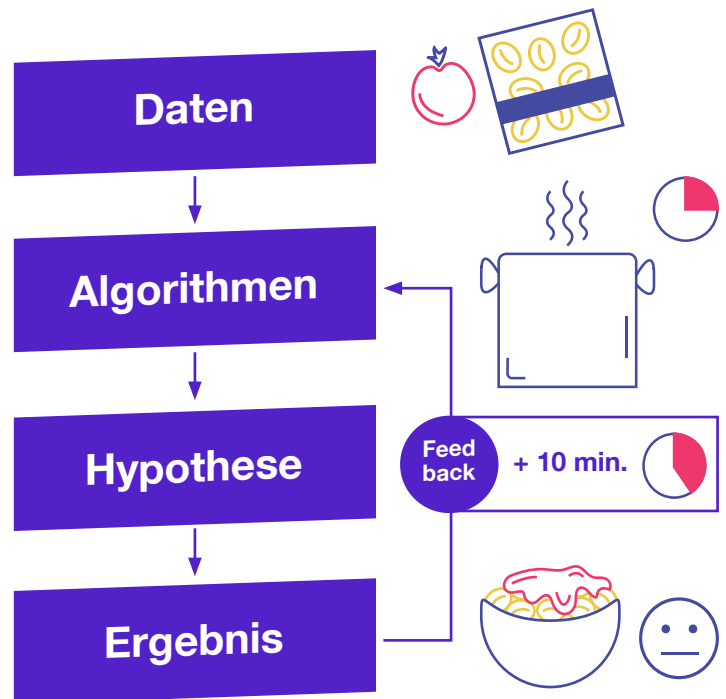 Daten
Algorithmen
Hypothese
Feed
back
+ 10 min.
Ergebnis